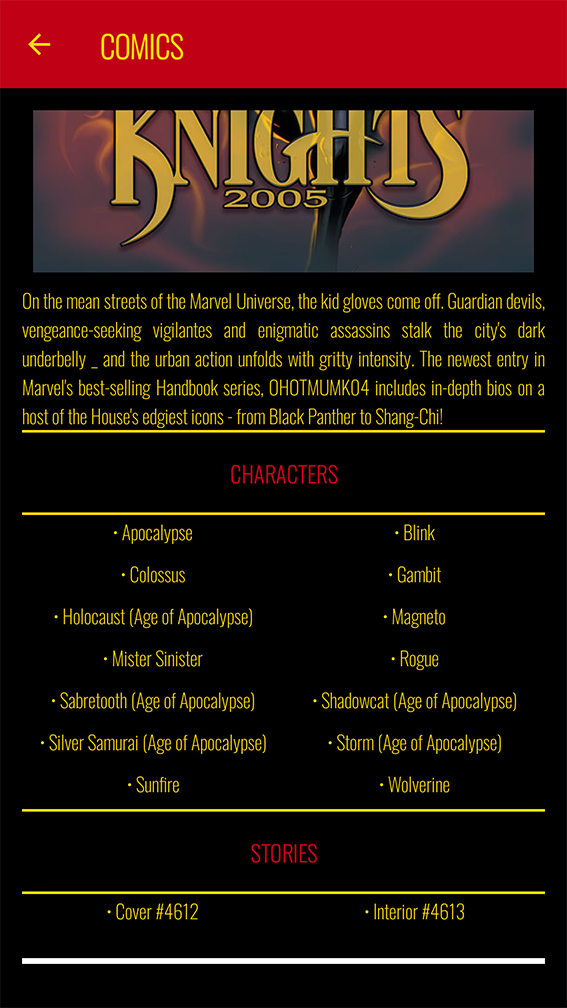 COMICS
KNIGHTS
2005
On the mean streets of the Marvel Universe, the kid gloves come off. Guardian devils,
vengeance-seeking vigilantes and enigmatic assassins stalk the city's dark
underbelly _ and the urban action unfolds with gritty intensity. The newest entry in
Marvel's best-selling Handbook series, OHOTMUMK04 includes in-depth bios on a
host of the House's edgiest icons - from Black Panther to Shang-Chi!
CHARACTERS
• Apocalypse
• Blink
• Colossus
• Gambit
• Holocaust (Age of Apocalypse)
• Magneto
• Mister Sinister
• Rogue
• Sabretooth (Age of Apocalypse)
• Shadowcat (Age of Apocalypse)
• Silver Samurai (Age of Apocalypse)
• Storm (Age of Apocalypse)
• Sunfire
• Wolverine
STORIES
• Cover #4612
• Interior #4613